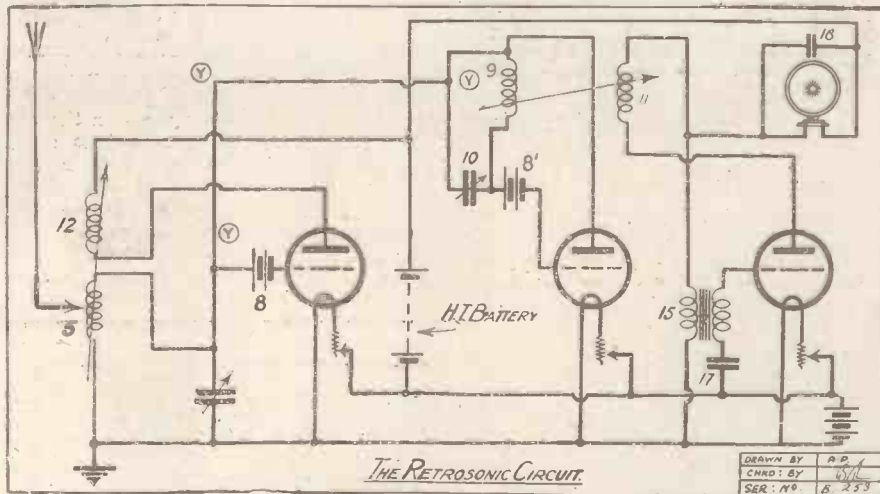 18
Y
Y
9
11
10
8'
12
Y
8
H.T BATTERY
15
17
THE RETROSONIC CIRCUIT.
DRAWN BY A.P.
CHKD: BY
SER: Nº. B. 253